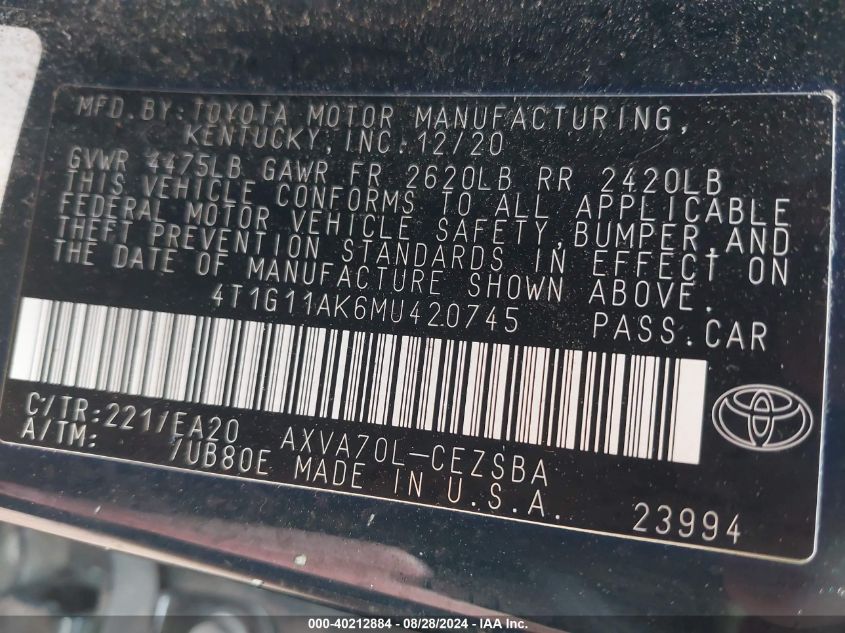 MFD.BY:TOYOTA MOTOR MANUFACTURING,
KENTUCKY,INC.12/20
GVWR 4475LB GAWR FR 2620LB RR 2420LB
THIS VEHICLE CONFORMS TO ALL APPLICABLE
FEDERAL MOTOR VEHICLE SAFETY,BUMPER,AND
THEFT PREVENTION STANDARDS IN EFFECT ON
THE DATE OF MANUFACTURE SHOWN ABOVE.
4T1G11AK6MU420745 PASS.CAR
C/TR:221/EA20 AXVA70L-CEZSBA
A/TM: /UB80E MADE IN U.S.A. 23994
000-40212884 | 08/28/2024 - IAA Inc.